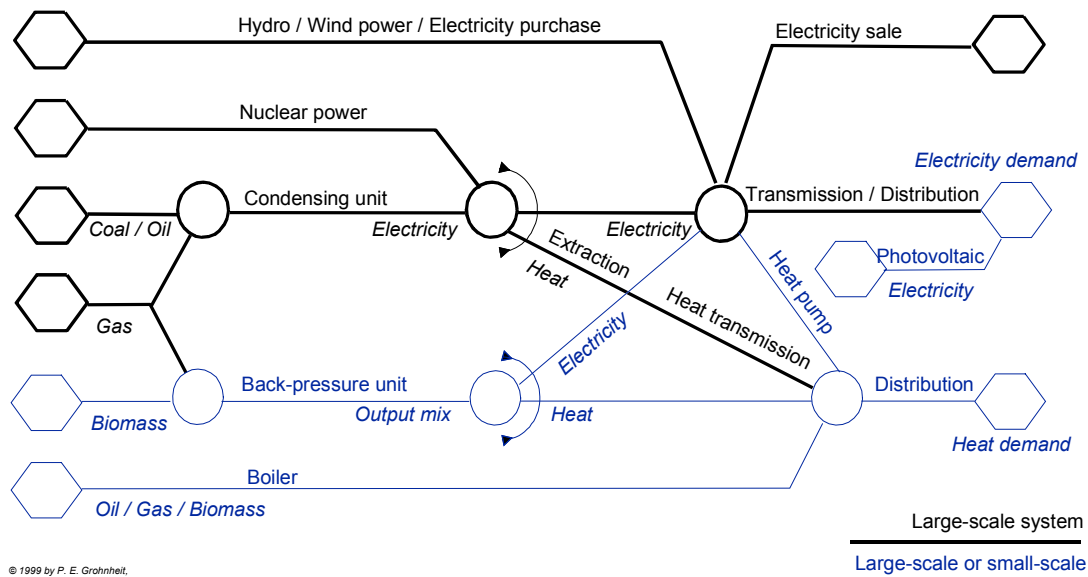 Hydro / Wind power / Electricity purchase
Electricity sale
Nuclear power
Electricity demand
Condensing unit
Transmission / Distribution
Coal / Oil
Electricity
Electricity
Extraction
Heat
Photovoltaic
Electricity
Heat pump
Heat transmission
Gas
Electricity
Back-pressure unit
Distribution
Biomass
Output mix
Heat
Heat demand
Boiler
Oil / Gas / Biomass
Large-scale system
Large-scale or small-scale
© 1999 by P. E. Grohnheit,